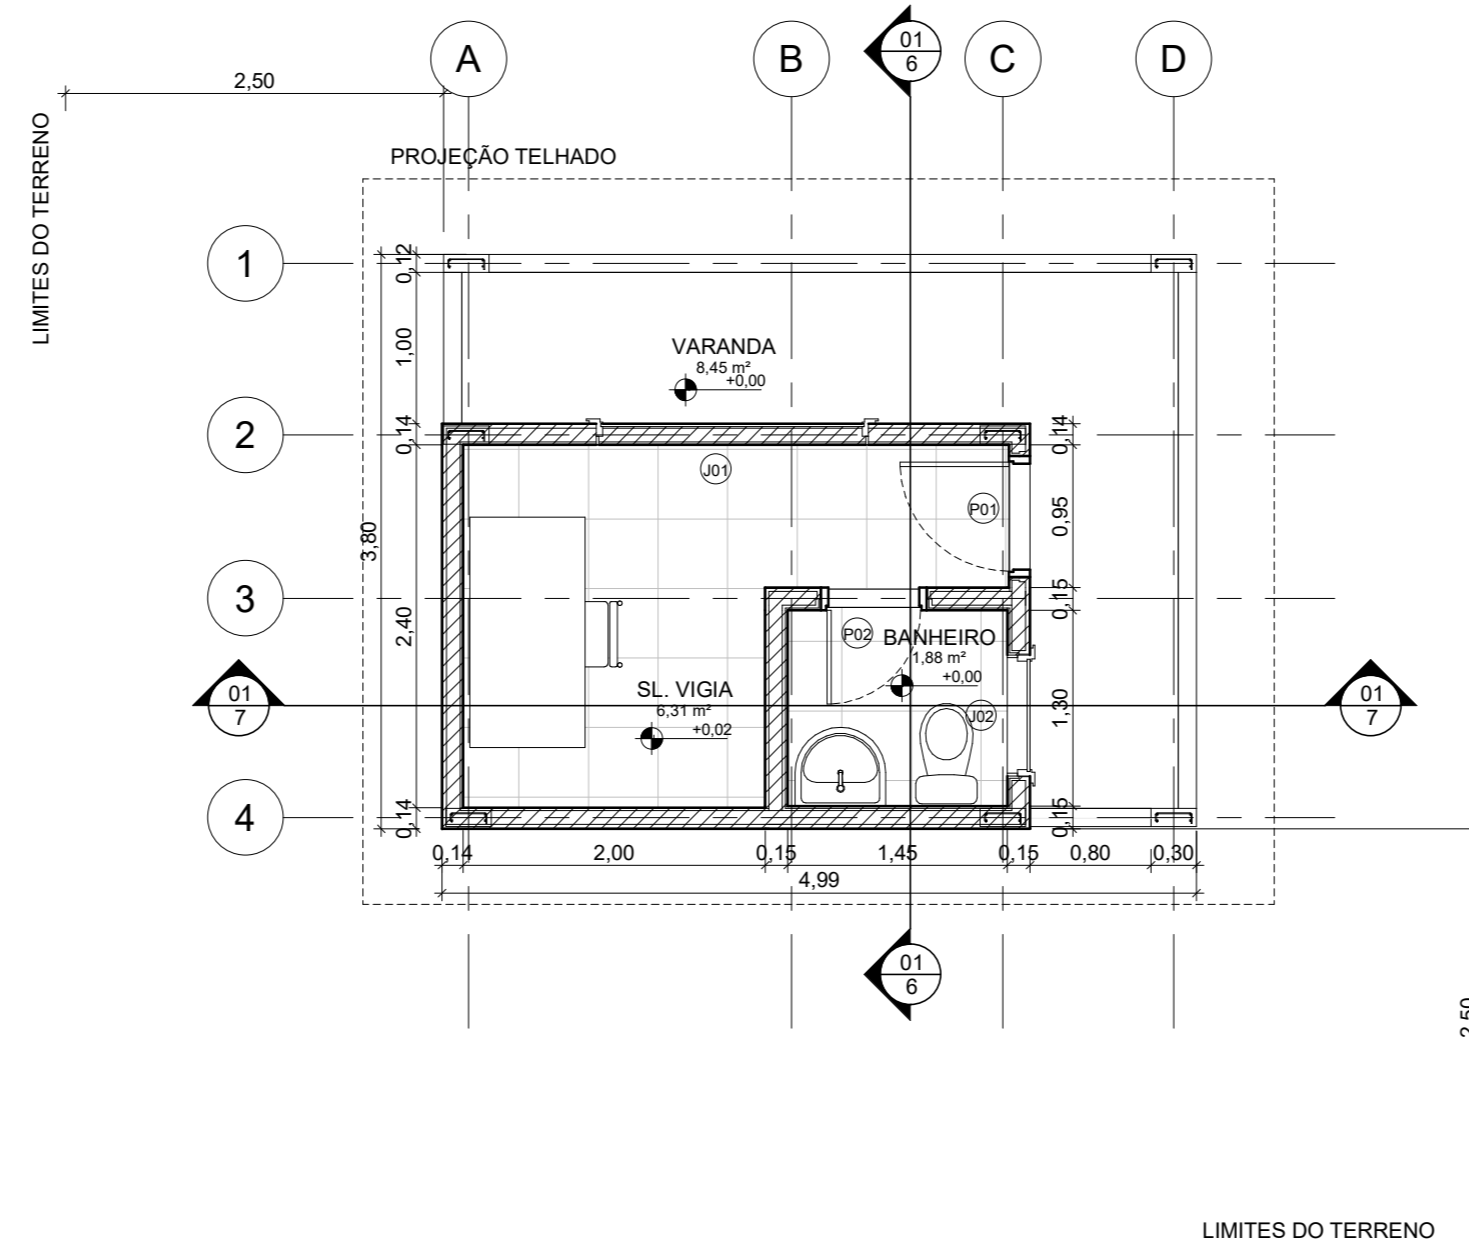 A
B
01
6
C
D
2,50
LIMITES DO TERRENO
PROJEÇÃO TELHADO
1
0,12
1,00
VARANDA
8,45 m²
+0,00
2
0,14
0,14
J01
P01
0,95
3,80
3
2,40
0,15
P02
BANHEIRO
1,88 m²
+0,00
SL. VIGIA
6,31 m²
+0,02
J02
1,30
01
7
01
7
4
0,14
0,15
0,14
2,00
0,15
1,45
0,15
0,80
0,30
4,99
01
6
2,50
LIMITES DO TERRENO